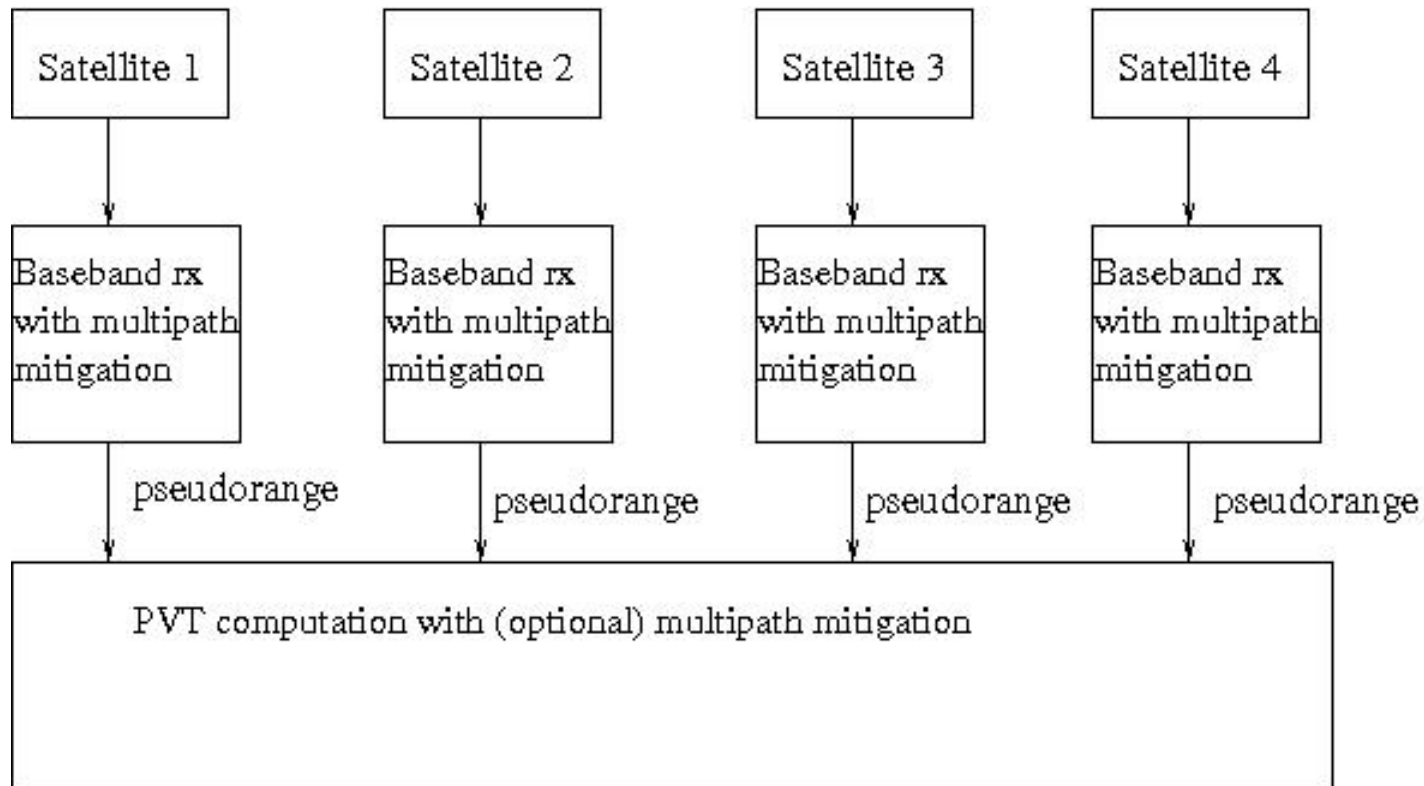 Satellite 1
Satellite 2
Satellite 3
Satellite 4
Baseband rx
with multipath
mitigation
Baseband rx
with multipath
mitigation
Baseband rx
with multipath
mitigation
Baseband rx
with multipath
mitigation
pseudorange
pseudorange
pseudorange
pseudorange
PVT computation with (optional) multipath mitigation